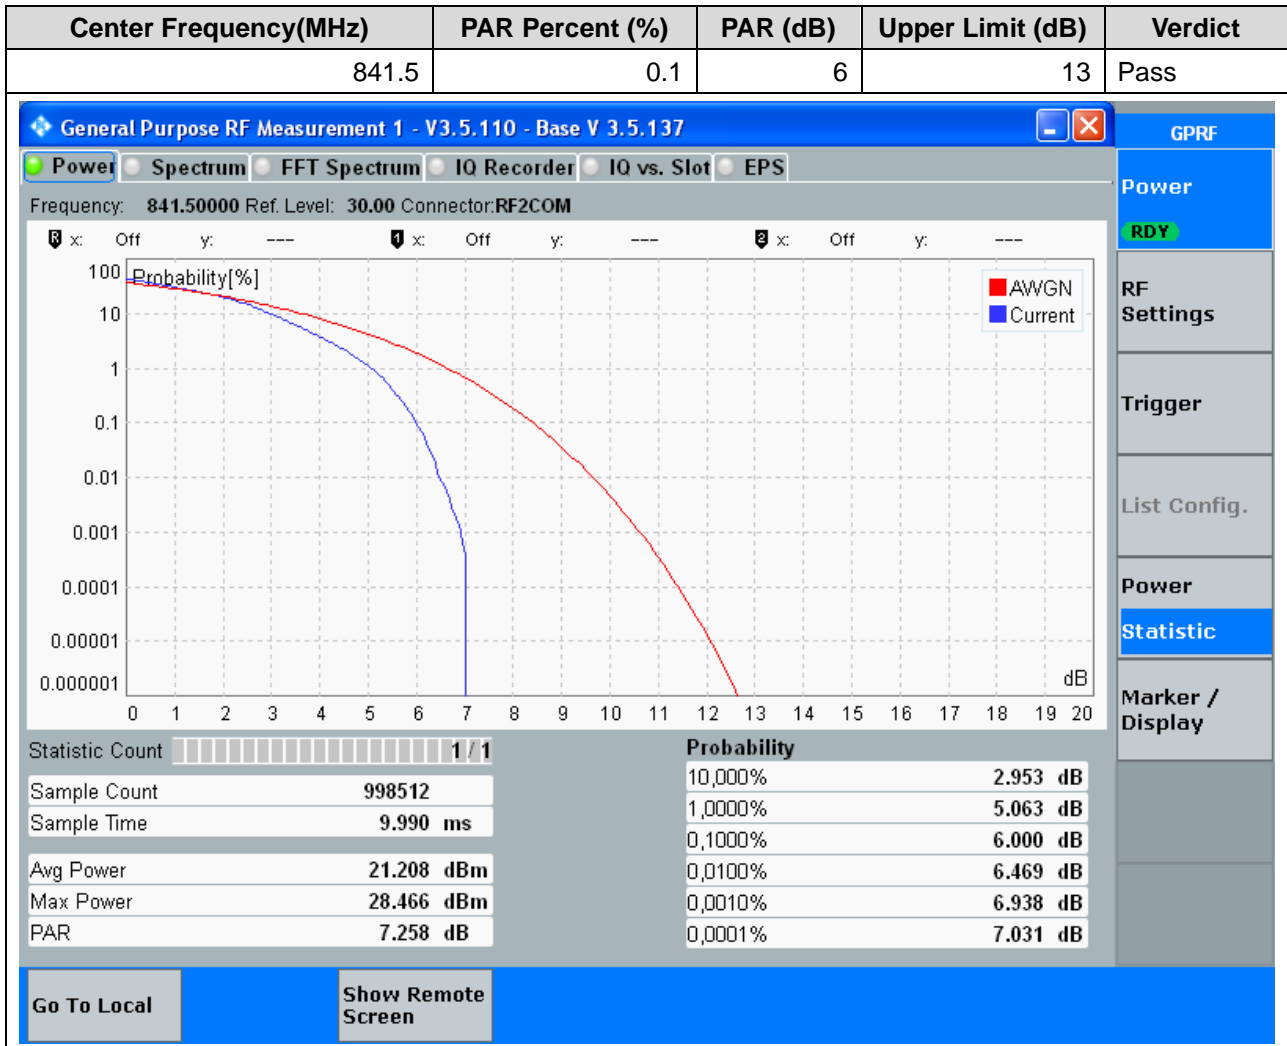 Center Frequency(MHz) PAR Percent (%) PAR (dB) Upper Limit (dB) Verdict
841.5 0.1 6 13 Pass
General Purpose RF Measurement 1 - V3.5.110 - Base V 3.5.137
GPRF
Power Spectrum FFT Spectrum IQ Recorder IQ vs. Slot EPS
Power
RDY
Frequency: 841.50000 Ref. Level: 30.00 Connector:RF2COM
R x: Off y: --- 1 x: Off y: --- 2 x: Off y: ---
Probability[%]
AWGN
Current
100
10
1
0.1
0.01
0.001
0.0001
0.00001
0.000001
dB
0 1 2 3 4 5 6 7 8 9 10 11 12 13 14 15 16 17 18 19 20
RF
Settings
Trigger
List Config.
Power
Statistic
Marker /
Display
Statistic Count 1 / 1
Sample Count 998512
Sample Time 9.990 ms
Avg Power 21.208 dBm
Max Power 28.466 dBm
PAR 7.258 dB
Probability
10,000% 2.953 dB
1,0000% 5.063 dB
0,1000% 6.000 dB
0,0100% 6.469 dB
0,0010% 6.938 dB
0,0001% 7.031 dB
Go To Local
Show Remote
Screen